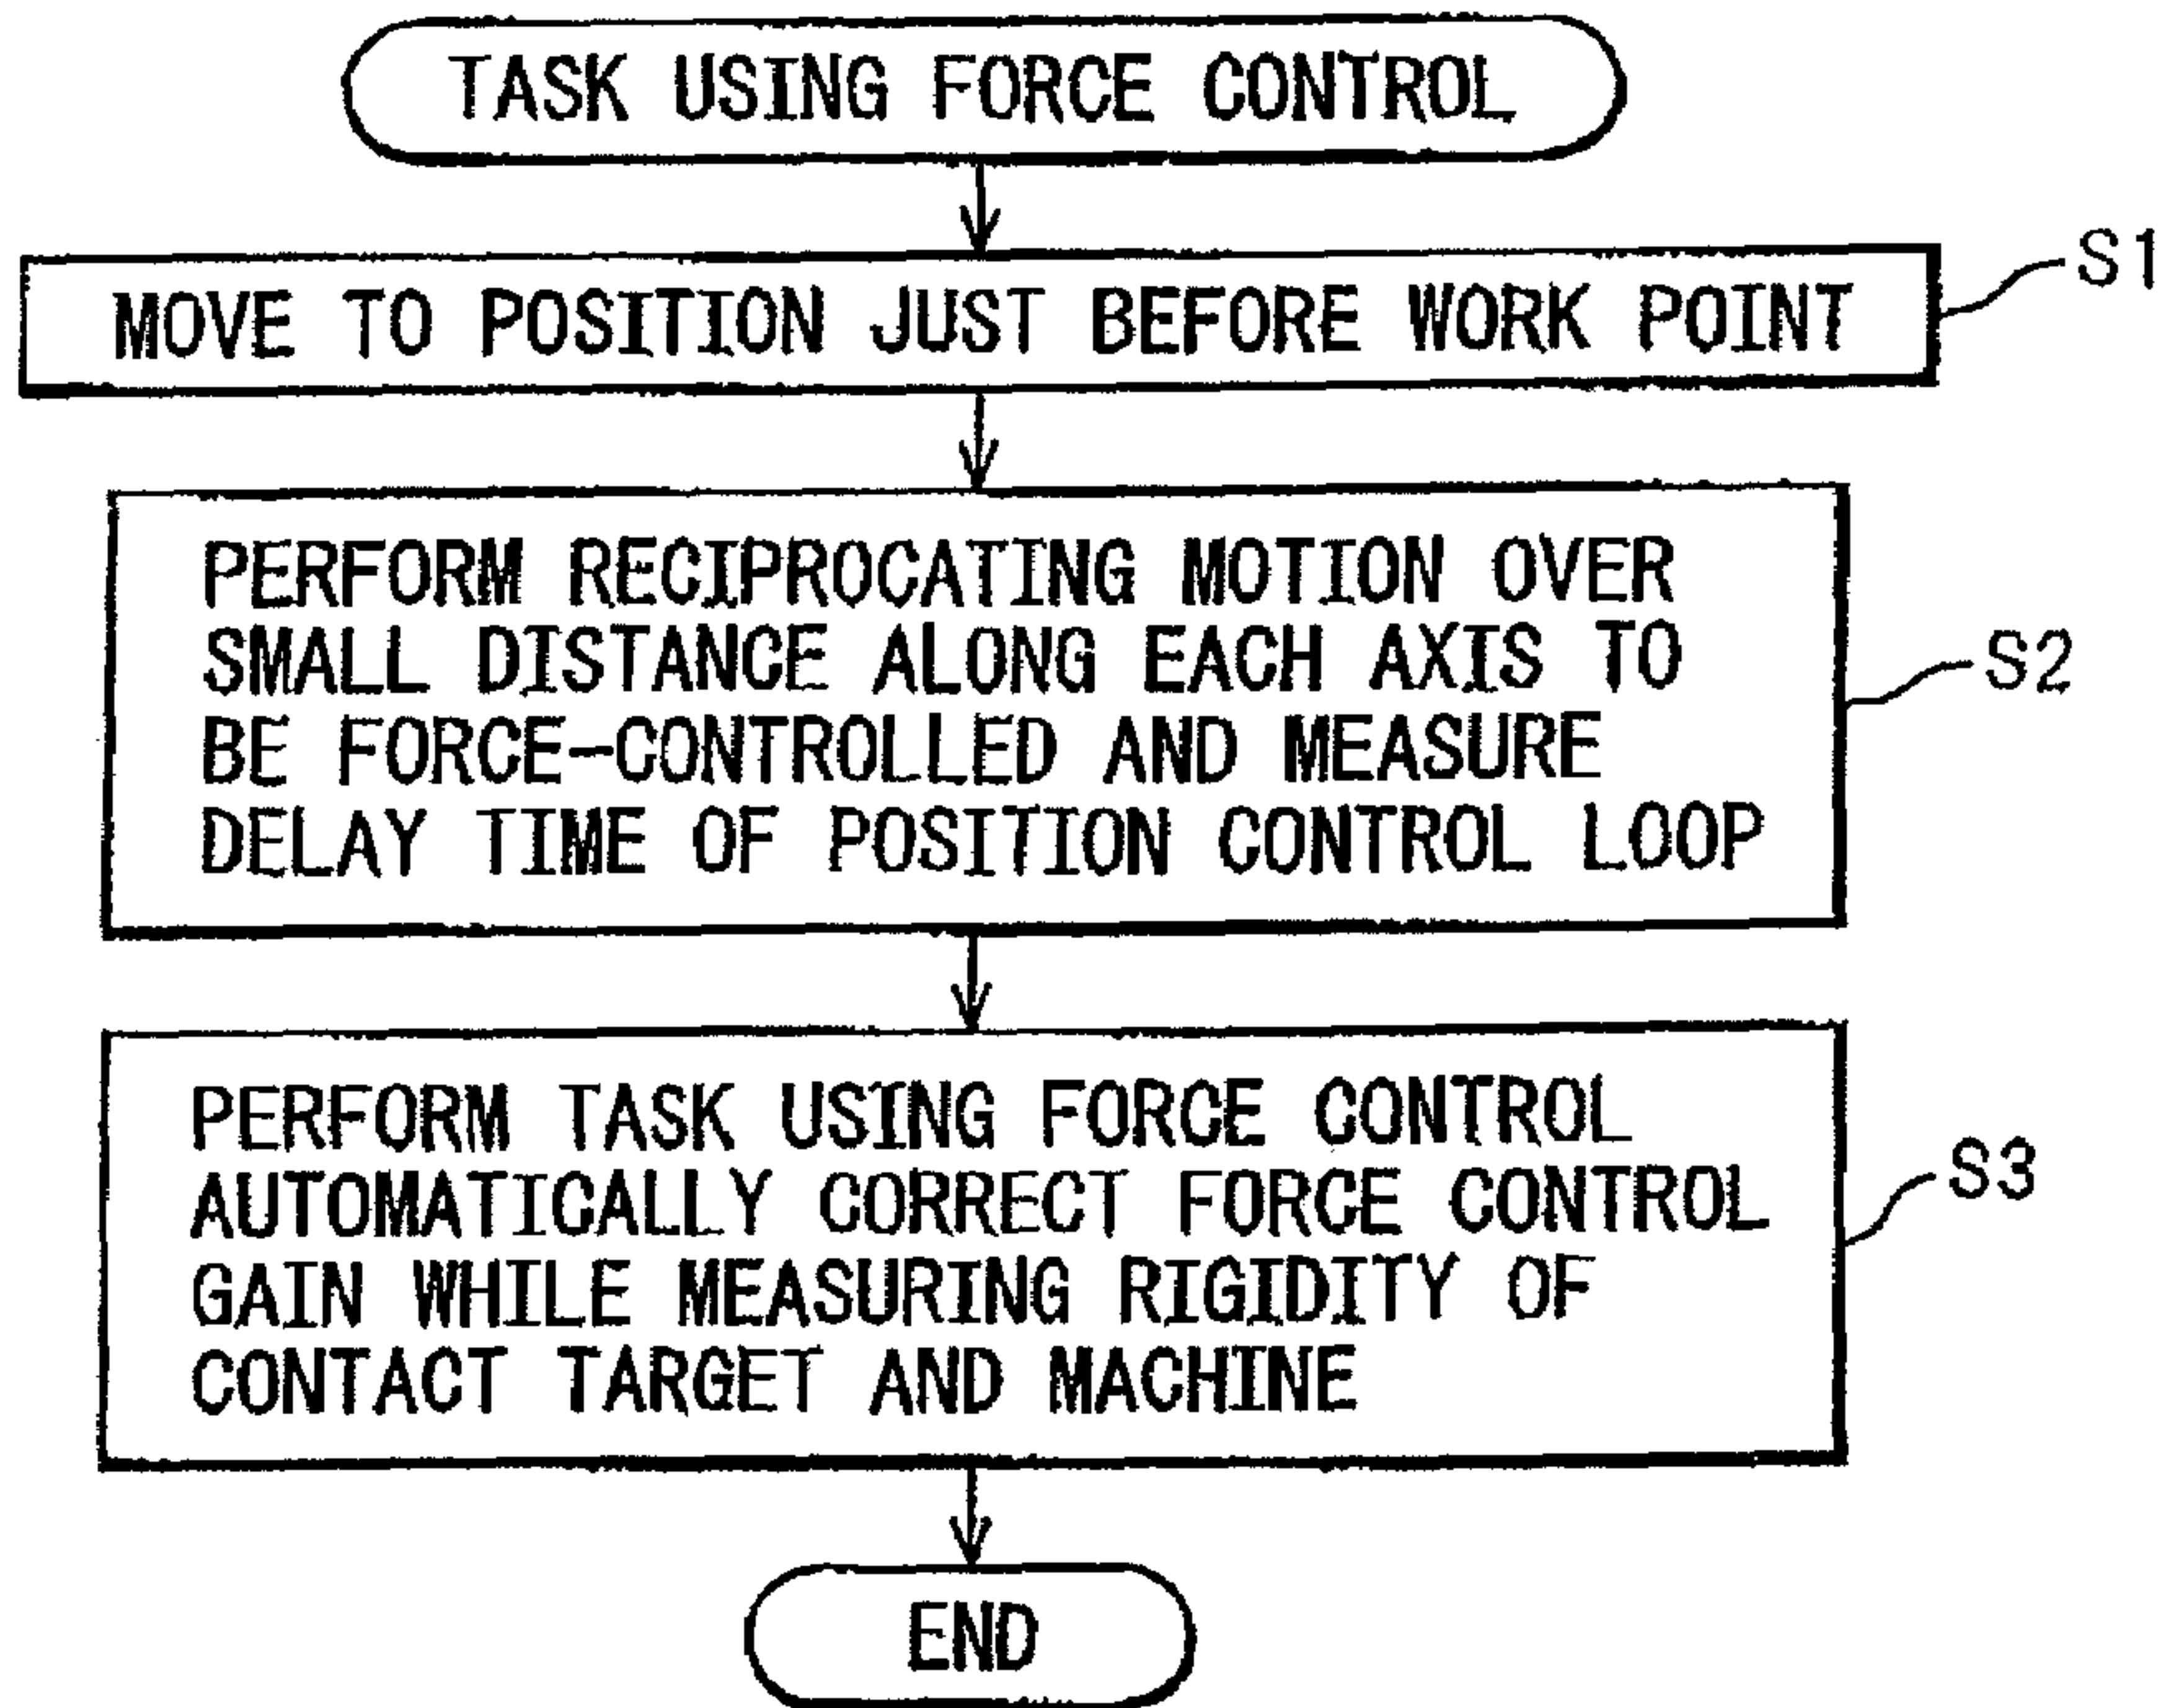 TASK USING FORCE CONTROL
MOVE TO POSITION JUST BEFORE WORK POINT
S1
PERFORM RECIPROCATING MOTION OVER
SMALL DISTANCE ALONG EACH AXIS TO
BE FORCE-CONTROLLED AND MEASURE
DELAY TIME OF POSITION CONTROL LOOP
S2
PERFORM TASK USING FORCE CONTROL
AUTOMATICALLY CORRECT FORCE CONTROL
GAIN WHILE MEASURING RIGIDITY OF
CONTACT TARGET AND MACHINE
S3
END